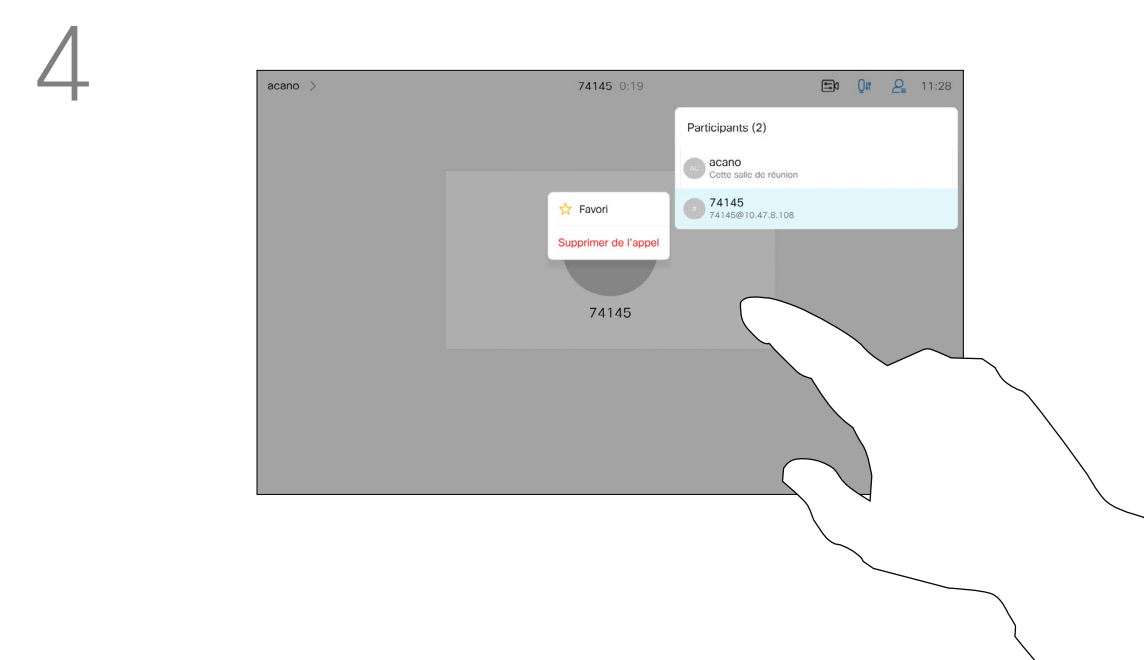 4
acano >
74145 0:19
11:28
Participants (2)
AC
acano
Cette salle de réunion
#
74145
74145@10.47.8.108
Favori
Supprimer de l'appel
74145